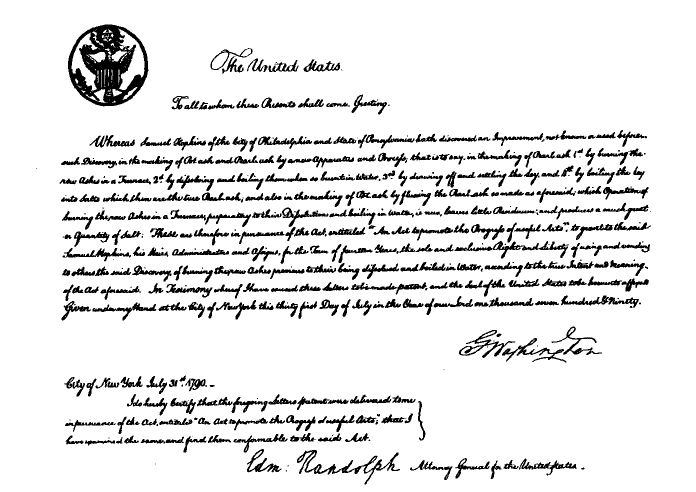 The United States.
To all to whom these Presents shall come, Greeting.
Whereas Samuel Hopkins of the City of Philadelphia and State of Pensylvania hath discovered an Improvement, not known or used before
such Discovery, in the making of Pot ash and Pearl ash by a new Apparatus and Process; that is to say, in the making of Pearl ash 1st by burning the
raw Ashes in a Furnace, 2d by dissolving and boiling them when so burnt in Water, 3rd by drawing off and settling the ley, and 4th by boiling the ley
into Salts which then are the true Pearl ash; and also in the making of Pot ash by fluxing the Pearl ash so made as aforesaid; which Operation of
burning the raw Ashes in a Furnace, preparatory to their Dissolution and boiling in Water, is new, leaves little Residuum; and produces a much great
er Quantity of Salt: These are therefore in pursuance of the Act, entituled "An Act to promote the Progress of useful Arts", to grant to the said
Samuel Hopkins, his Heirs, Administrators and Assigns, for the Term of fourteen Years, the sole and exclusive Right and Liberty of using and vending
to others the said Discovery of burning the raw Ashes previous to their being dissolved and boiled in Water, according to the true Intent and Meaning
of the Act aforesaid. In Testimony whereof I have caused these Letters to be made patent, and the Seal of the United States to be hereunto affixed
Given under my Hand at the City of New York this thirty first Day of July in the Year of our Lord one thousand seven hundred & Ninety.
G Washington
City of New York July 31st. 1790. –
I do hereby Certify that the foregoing Letters patent were delivered to me
in pursuance of the Act, entituled "An Act to promote the Progress of useful Arts"; that I
have examined the same, and find them conformable to the said Act.
Edm: Randolph Attorney General for the United States.